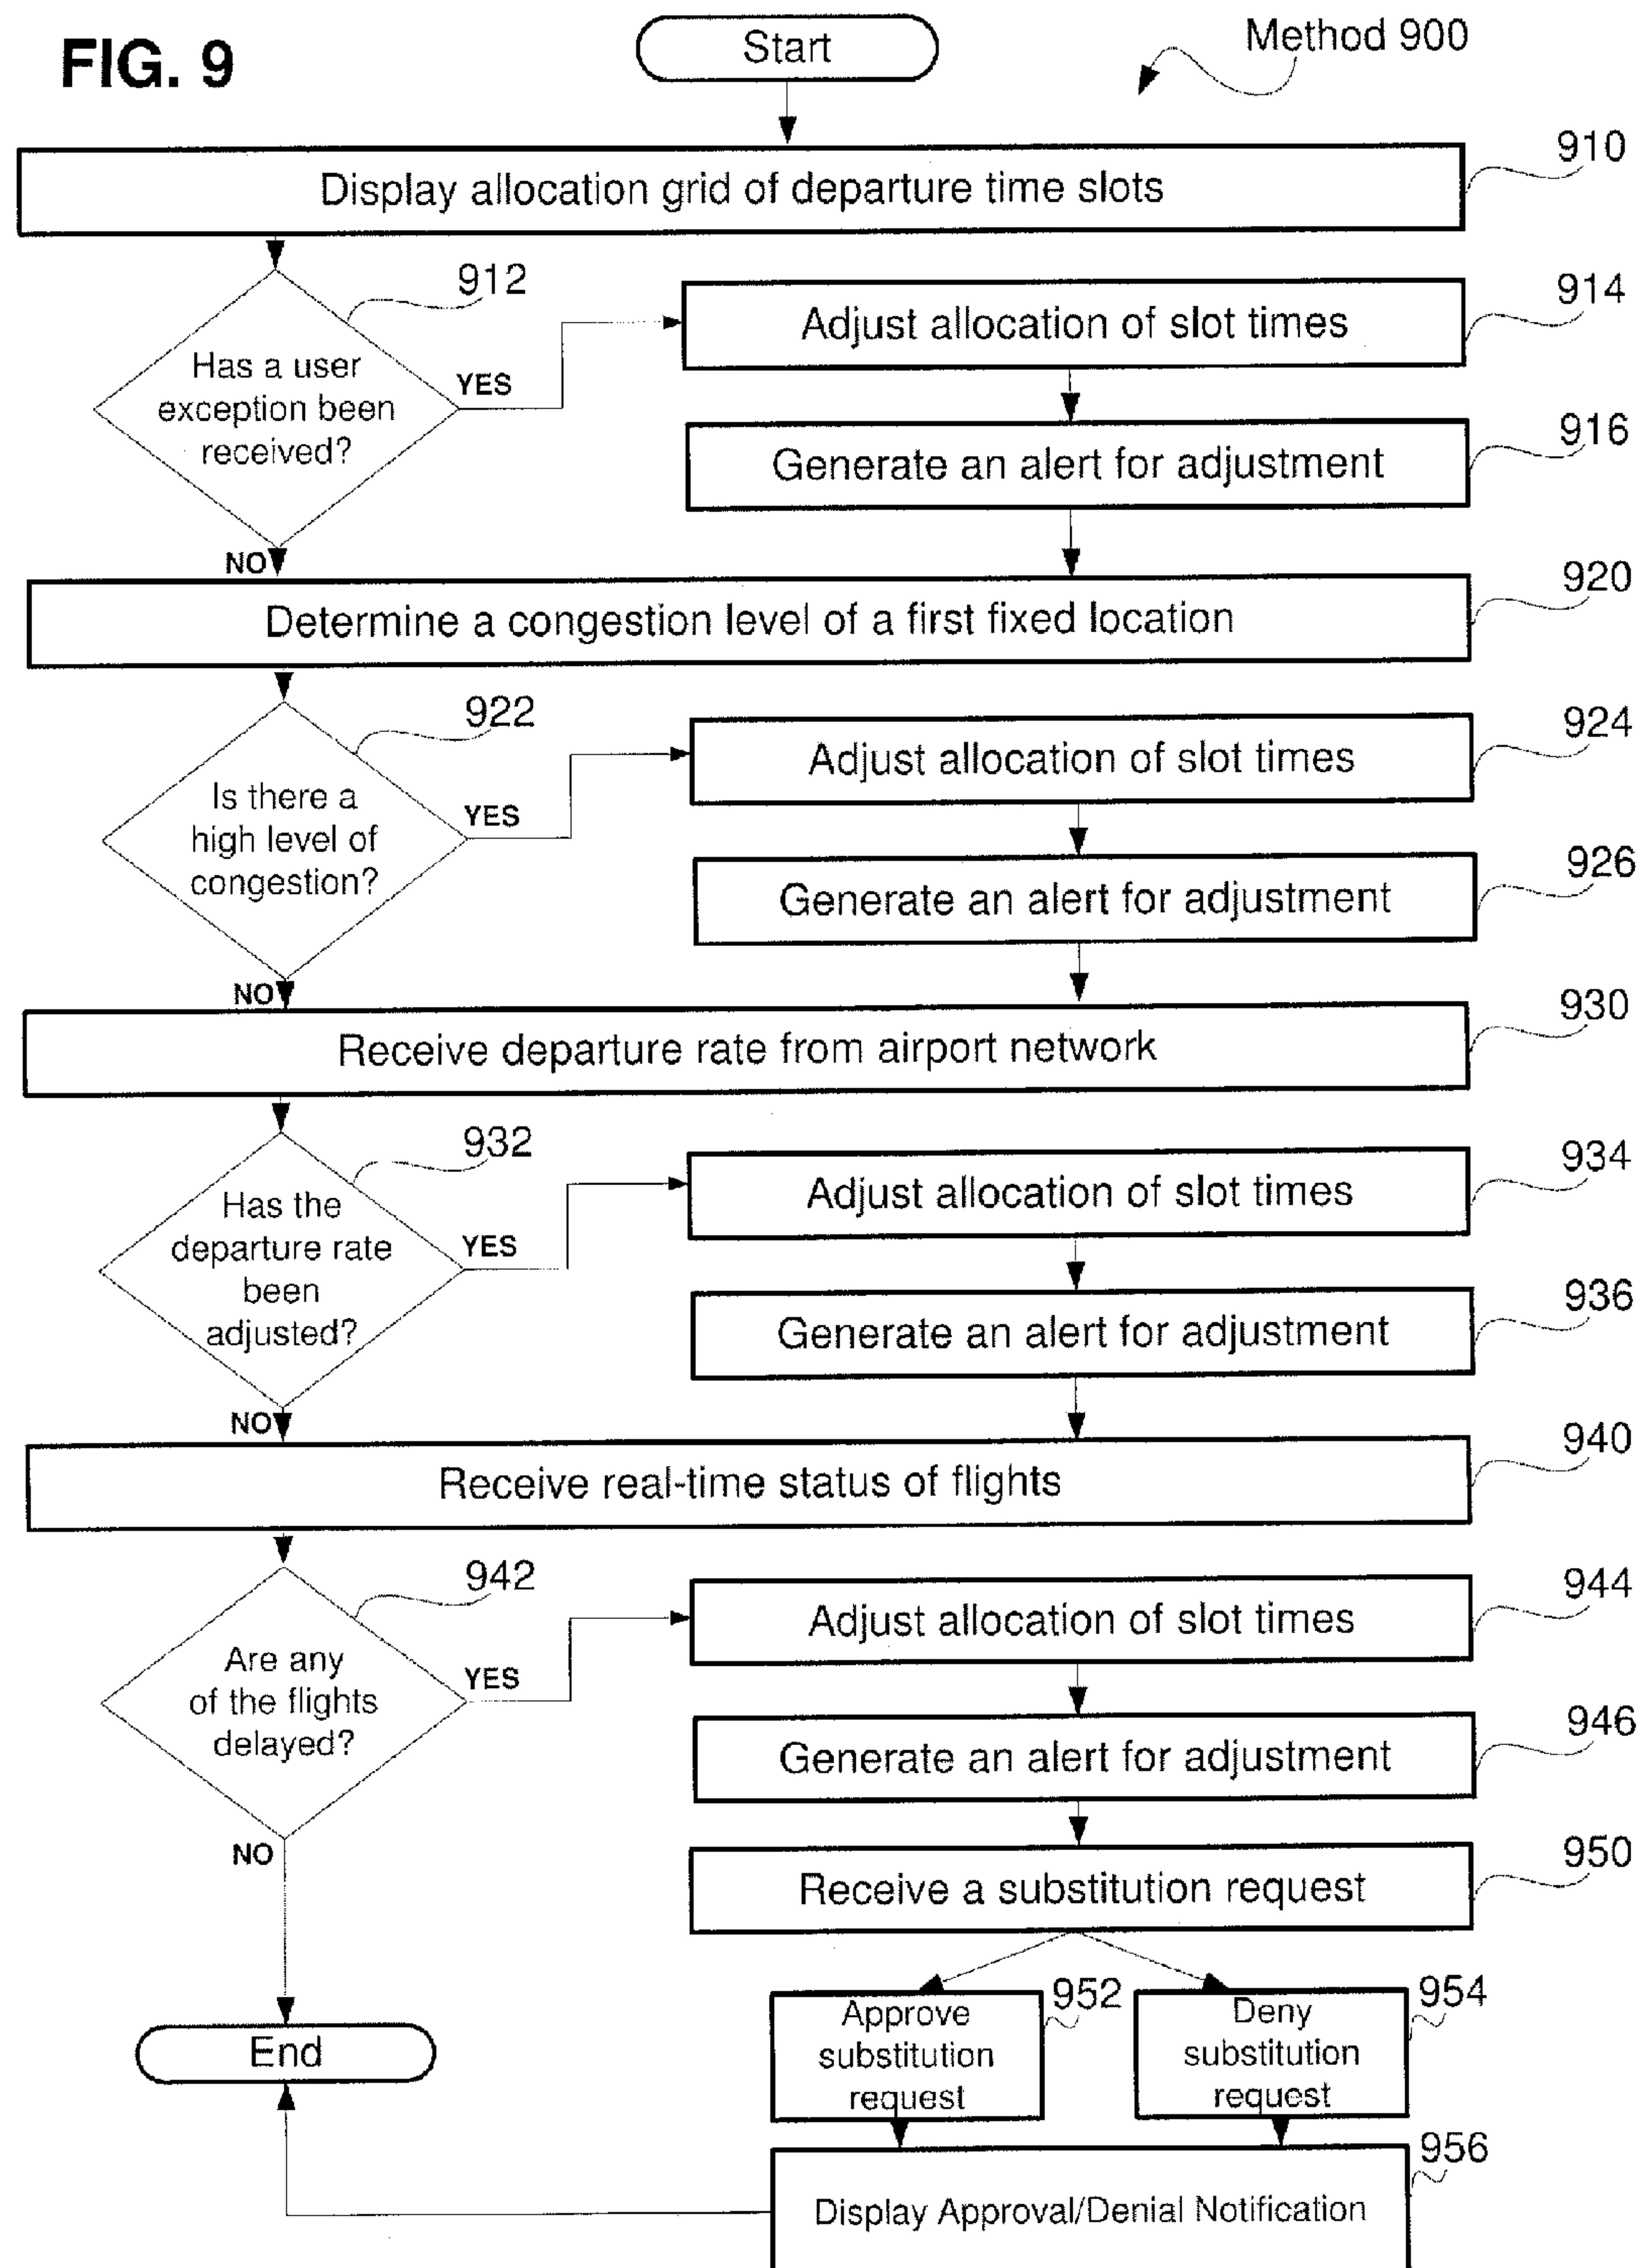 FIG. 9
Start
Method 900
910
Display allocation grid of departure time slots
912
914
Has a user
exception been
received?
YES
Adjust allocation of slot times
916
Generate an alert for adjustment
NO
920
Determine a congestion level of a first fixed location
922
924
Is there a
high level of
congestion?
YES
Adjust allocation of slot times
926
Generate an alert for adjustment
NO
930
Receive departure rate from airport network
932
934
Has the
departure rate
been
adjusted?
YES
Adjust allocation of slot times
936
Generate an alert for adjustment
NO
940
Receive real-time status of flights
942
944
Are any
of the flights
delayed?
YES
Adjust allocation of slot times
946
Generate an alert for adjustment
NO
950
Receive a substitution request
952
Approve
substitution
request
954
Deny
substitution
request
End
956
Display Approval/Denial Notification